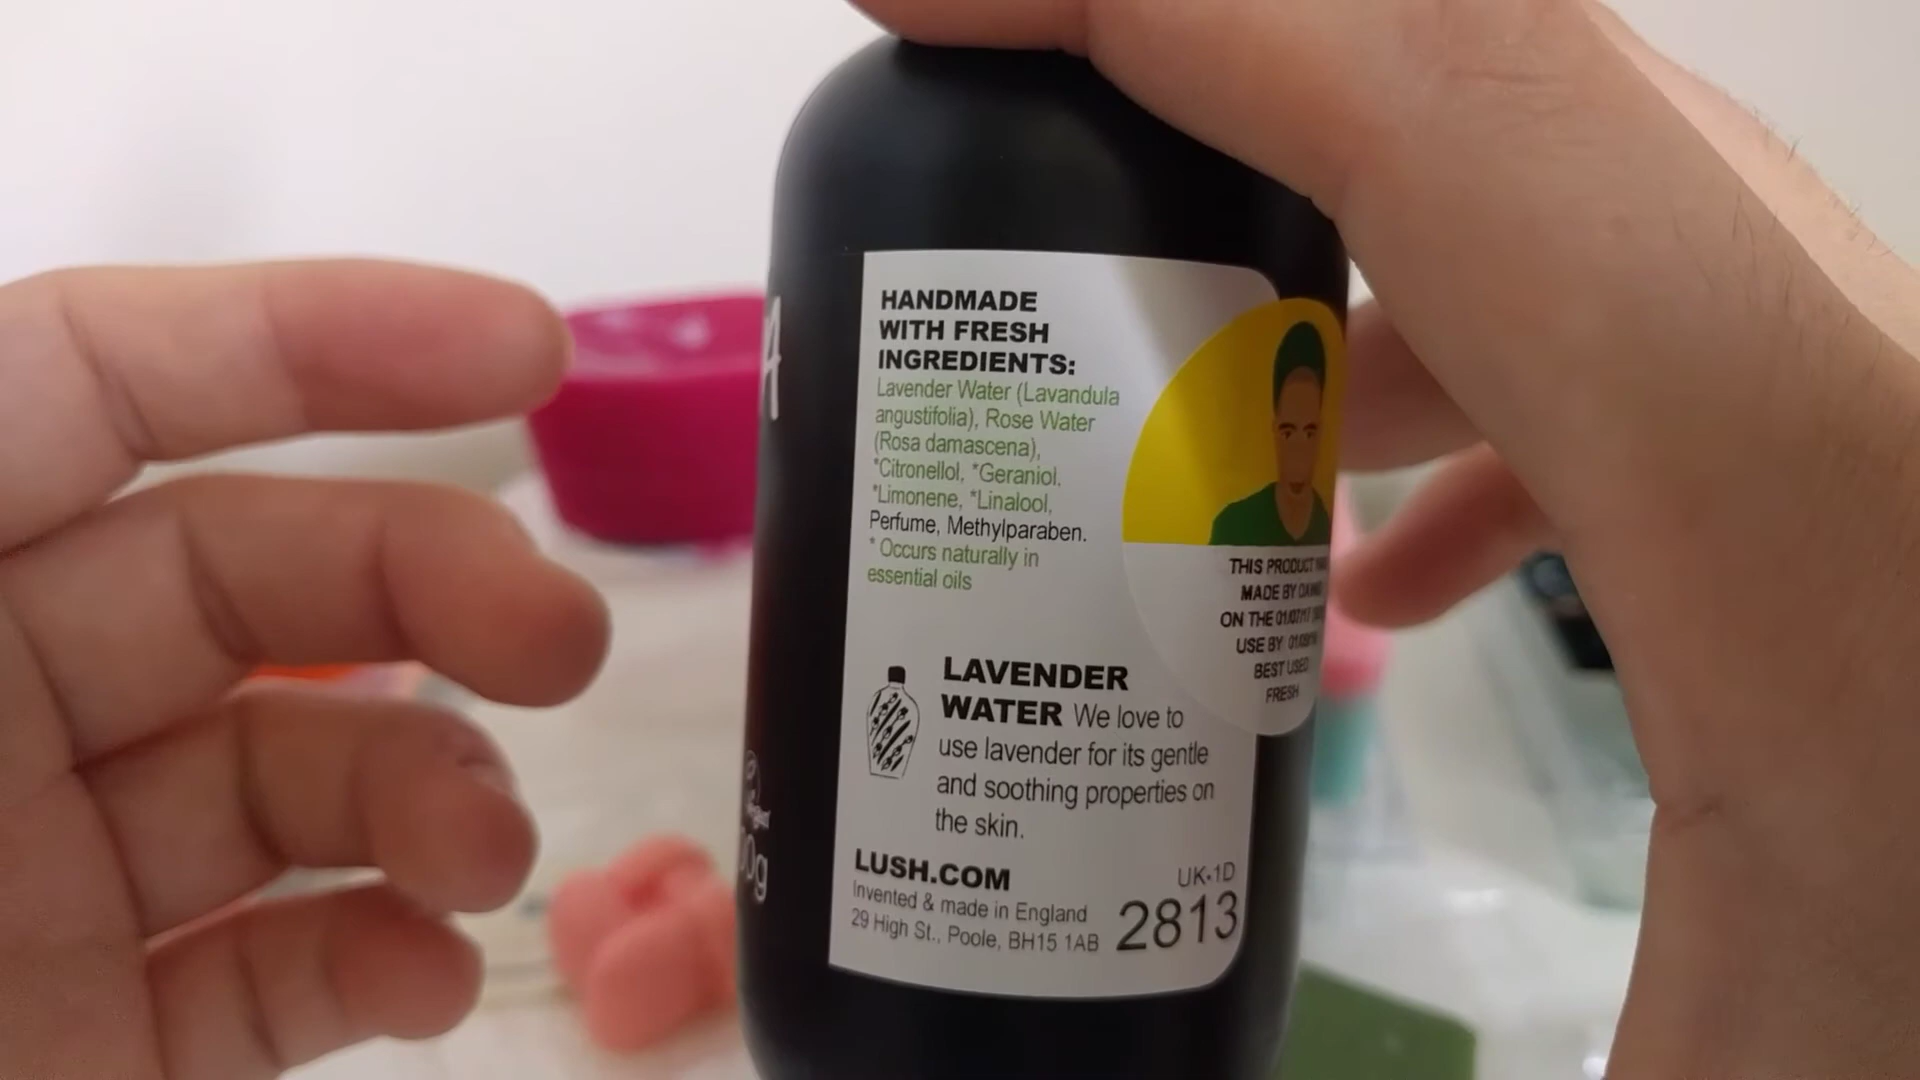 HANDMADE
WITH FRESH
INGREDIENTS:
Lavender Water (Lavandula
angustifolia), Rose Water
(Rosa damascena),
*Citronellol, *Geraniol,
*Limonene, *Linalool,
Perfume, Methylparaben.
* Occurs naturally in
essential oils
THIS PRODUCT
MADE BY
ON THE
USE BY
BEST USED
FRESH
LAVENDER
WATER We love to
use lavender for its gentle
and soothing properties on
the skin.
LUSH.COM
Invented & made in England
29 High St., Poole, BH15 1AB
UK-1D
2813